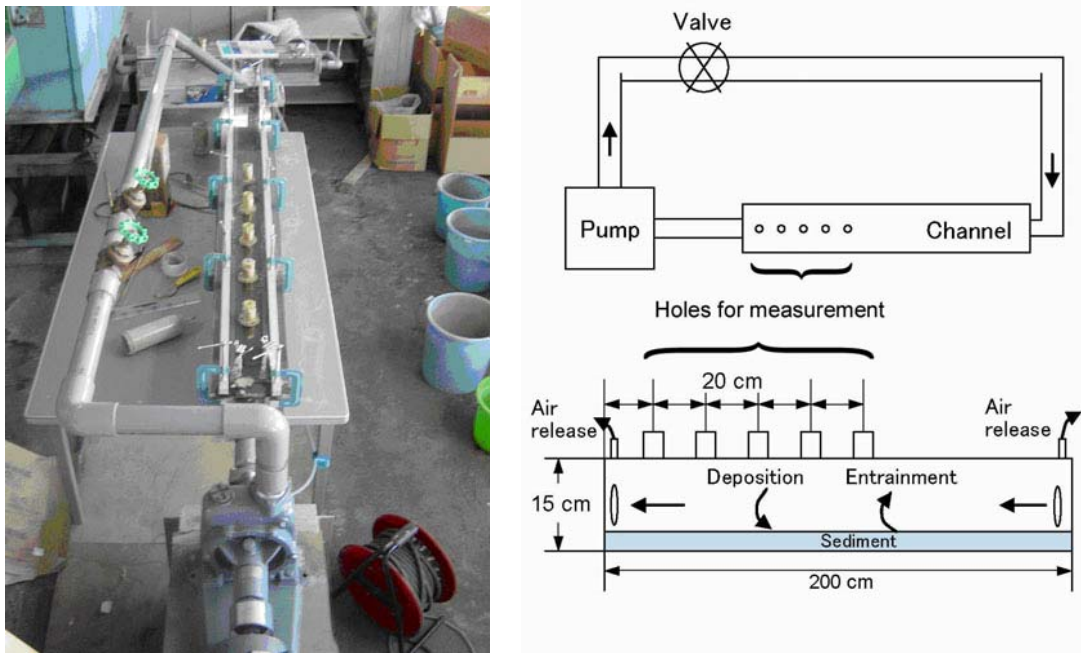 Valve
Pump
Channel
Holes for measurement
20 cm
Air
release
Air
release
Deposition
Entrainment
15 cm
Sediment
200 cm